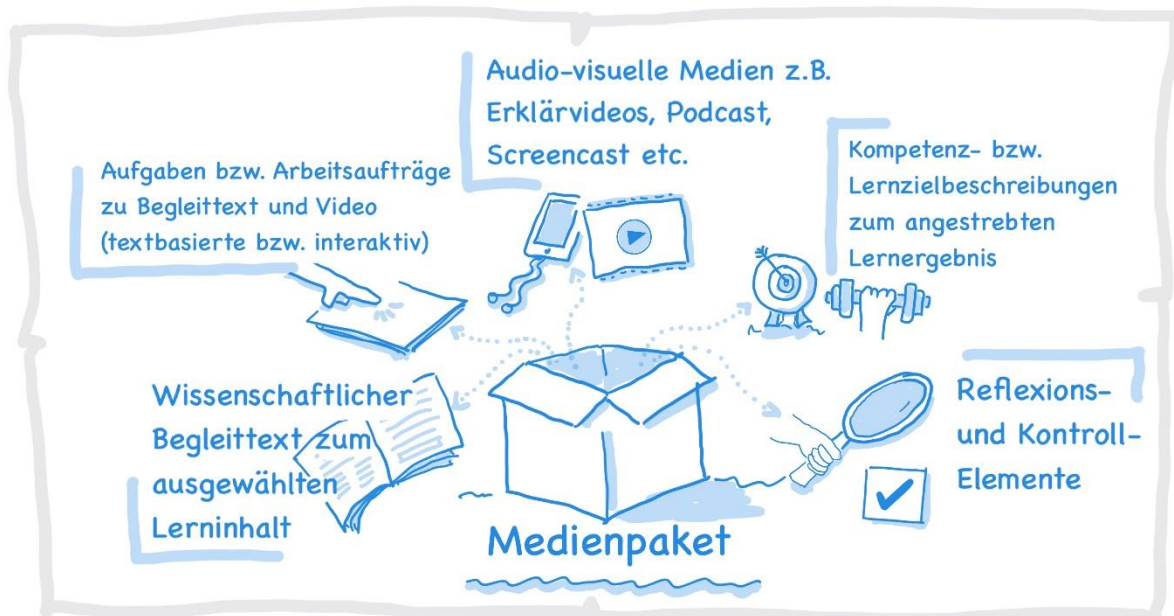 Audio-visuelle Medien z.B.
Erklärvideos, Podcast,
Screencast etc.
Aufgaben bzw. Arbeitsaufträge
zu Begleittext und Video
(textbasierte bzw. interaktiv)
Kompetenz- bzw.
Lernzielbeschreibungen
zum angestrebten
Lernergebnis
Wissenschaftlicher
Begleittext zum
ausgewählten
Lerninhalt
Reflexions-
und Kontroll-
Elemente
Medienpaket